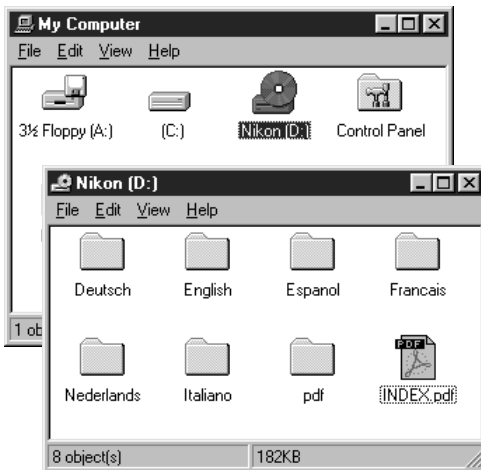 My Computer
File Edit View Help
3½ Floppy (A:) (C:) Nikon (D:) Control Panel
Nikon (D:)
File Edit View Help
Deutsch English Espanol Francais
Nederlands Italiano pdf INDEX.pdf
PDF
1 ob
8 object(s) 182KB